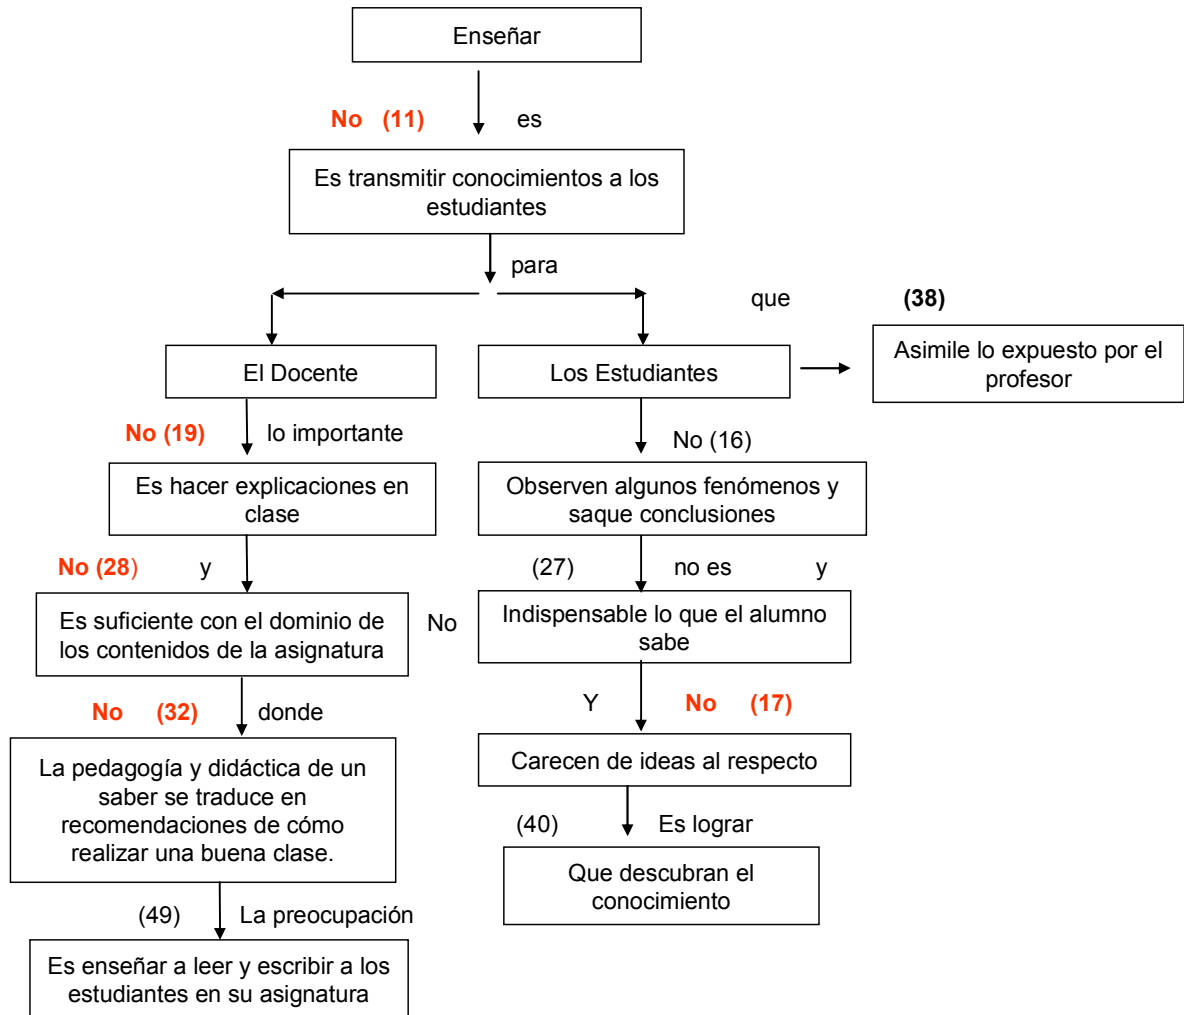 Enseñar
No (11) es
Es transmitir conocimientos a los
estudiantes
para
que (38)
Asimile lo expuesto por el
profesor
El Docente
Los Estudiantes
No (19) lo importante
No (16)
Es hacer explicaciones en
clase
Observen algunos fenómenos y
saque conclusiones
No (28) y
(27) no es y
Es suficiente con el dominio de
los contenidos de la asignatura
No
Indispensable lo que el alumno
sabe
No (32) donde
Y No (17)
La pedagogía y didáctica de un
saber se traduce en
recomendaciones de cómo
realizar una buena clase.
Carecen de ideas al respecto
(40) Es lograr
Que descubran el
conocimiento
(49) La preocupación
Es enseñar a leer y escribir a los
estudiantes en su asignatura